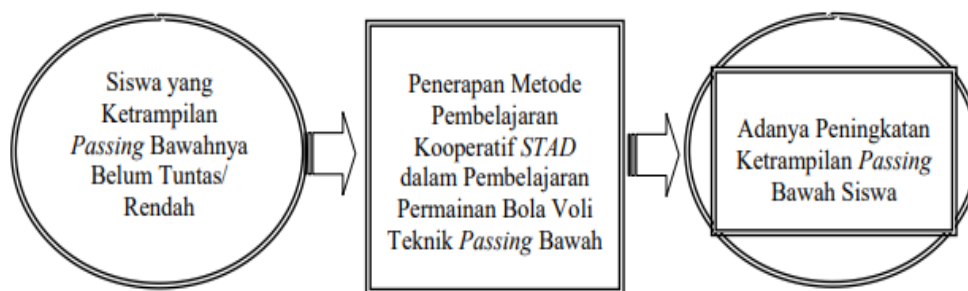 Siswa yang
Ketrampilan
Passing Bawahnya
Belum Tuntas/
Rendah
Penerapan Metode
Pembelajaran
Kooperatif STAD
dalam Pembelajaran
Permainan Bola Voli
Teknik Passing Bawah
Adanya Peningkatan
Ketrampilan Passing
Bawah Siswa